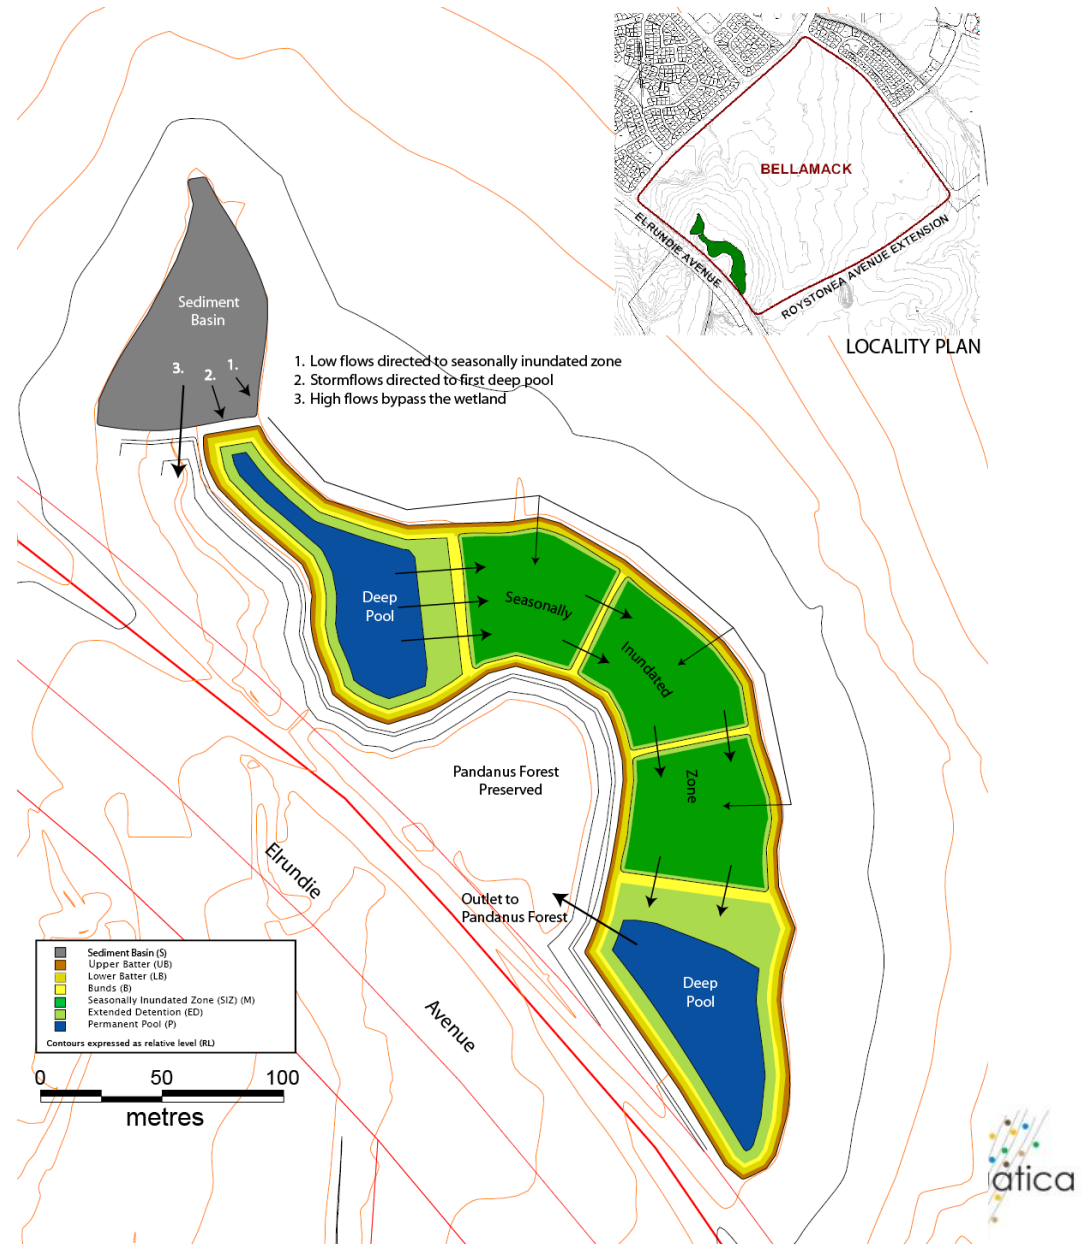 BELLAMACK
ELRUNDIE AVENUE
ROYSTONEA AVENUE EXTENSION
LOCALITY PLAN
Sediment
Basin
3.
2.
1.
1. Low flows directed to seasonally inundated zone
2. Stormflows directed to first deep pool
3. High flows bypass the wetland
Deep
Pool
Seasonally
Inundated
Zone
Pandanus Forest
Preserved
Elrundie
Avenue
Outlet to
Pandanus Forest
Deep
Pool
Sediment Basin (S)
Upper Batter (UB)
Lower Batter (LB)
Bunds (B)
Seasonally Inundated Zone (SIZ) (M)
Extended Detention (ED)
Permanent Pool (P)
Contours expressed as relative level (RL)
0 50 100
metres
atica